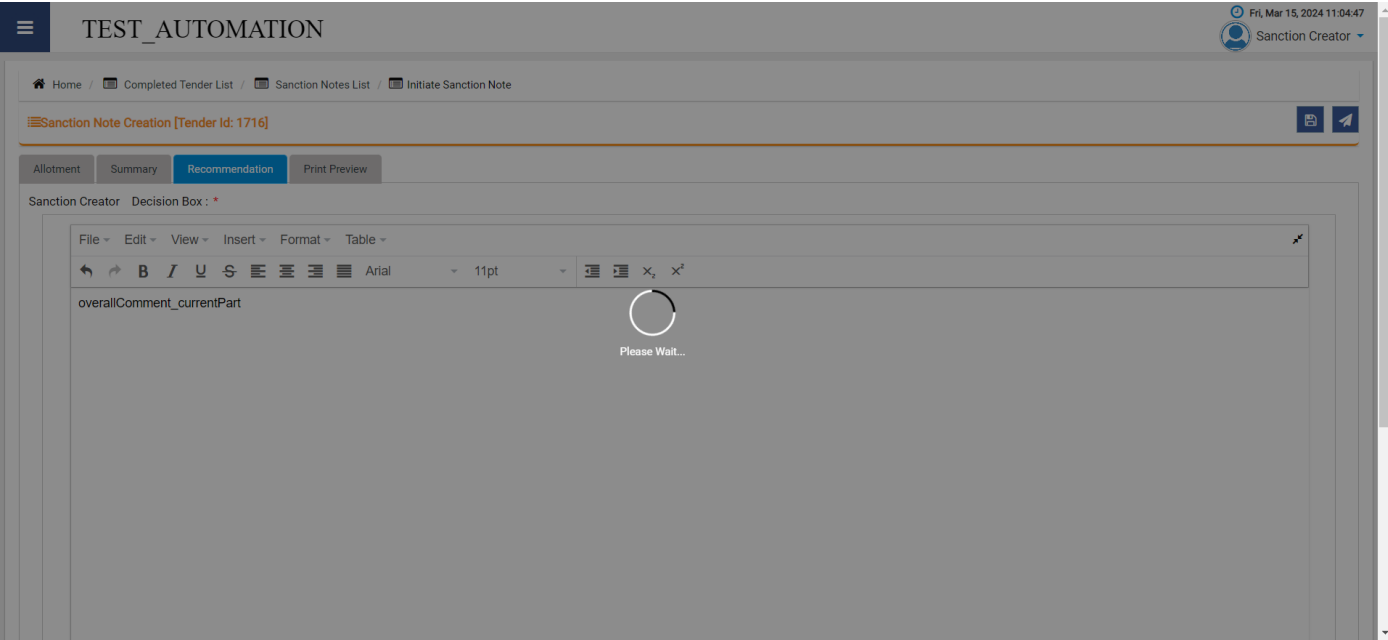 Fri, Mar 15, 2024 11:04:47
TEST_AUTOMATION
Sanction Creator
Home / Completed Tender List / Sanction Notes List / Initiate Sanction Note
Sanction Note Creation [Tender Id: 1716]
Allotment Summary Recommendation Print Preview
Sanction Creator Decision Box : *
File Edit View Insert Format Table
B I U S Arial 11pt X₂ X²
overallComment_currentPart
Please Wait...